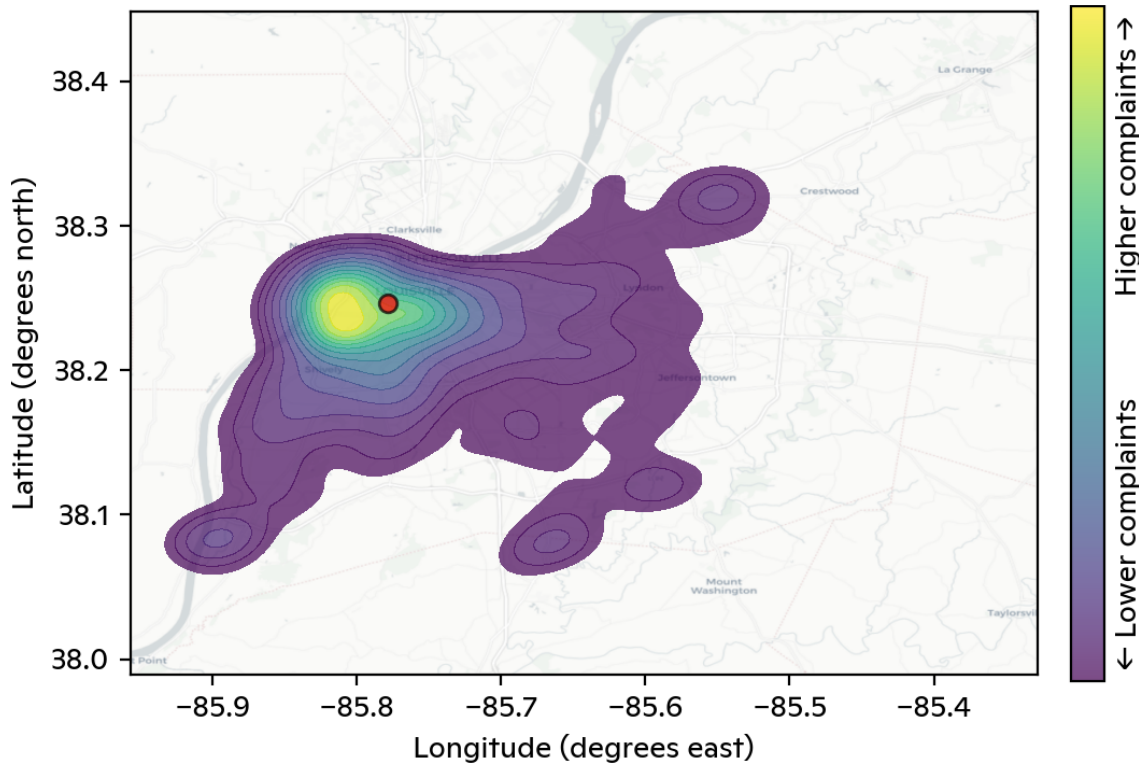 38.4
38.3
38.2
38.1
38.0
−85.9
−85.8
−85.7
−85.6
−85.5
−85.4
Latitude (degrees north)
Longitude (degrees east)
← Lower complaints
Higher complaints →
La Grange
Crestwood
Clarksville
Lyndon
Shively
Jeffersontown
Mount
Washington
Taylorsvil
t Point